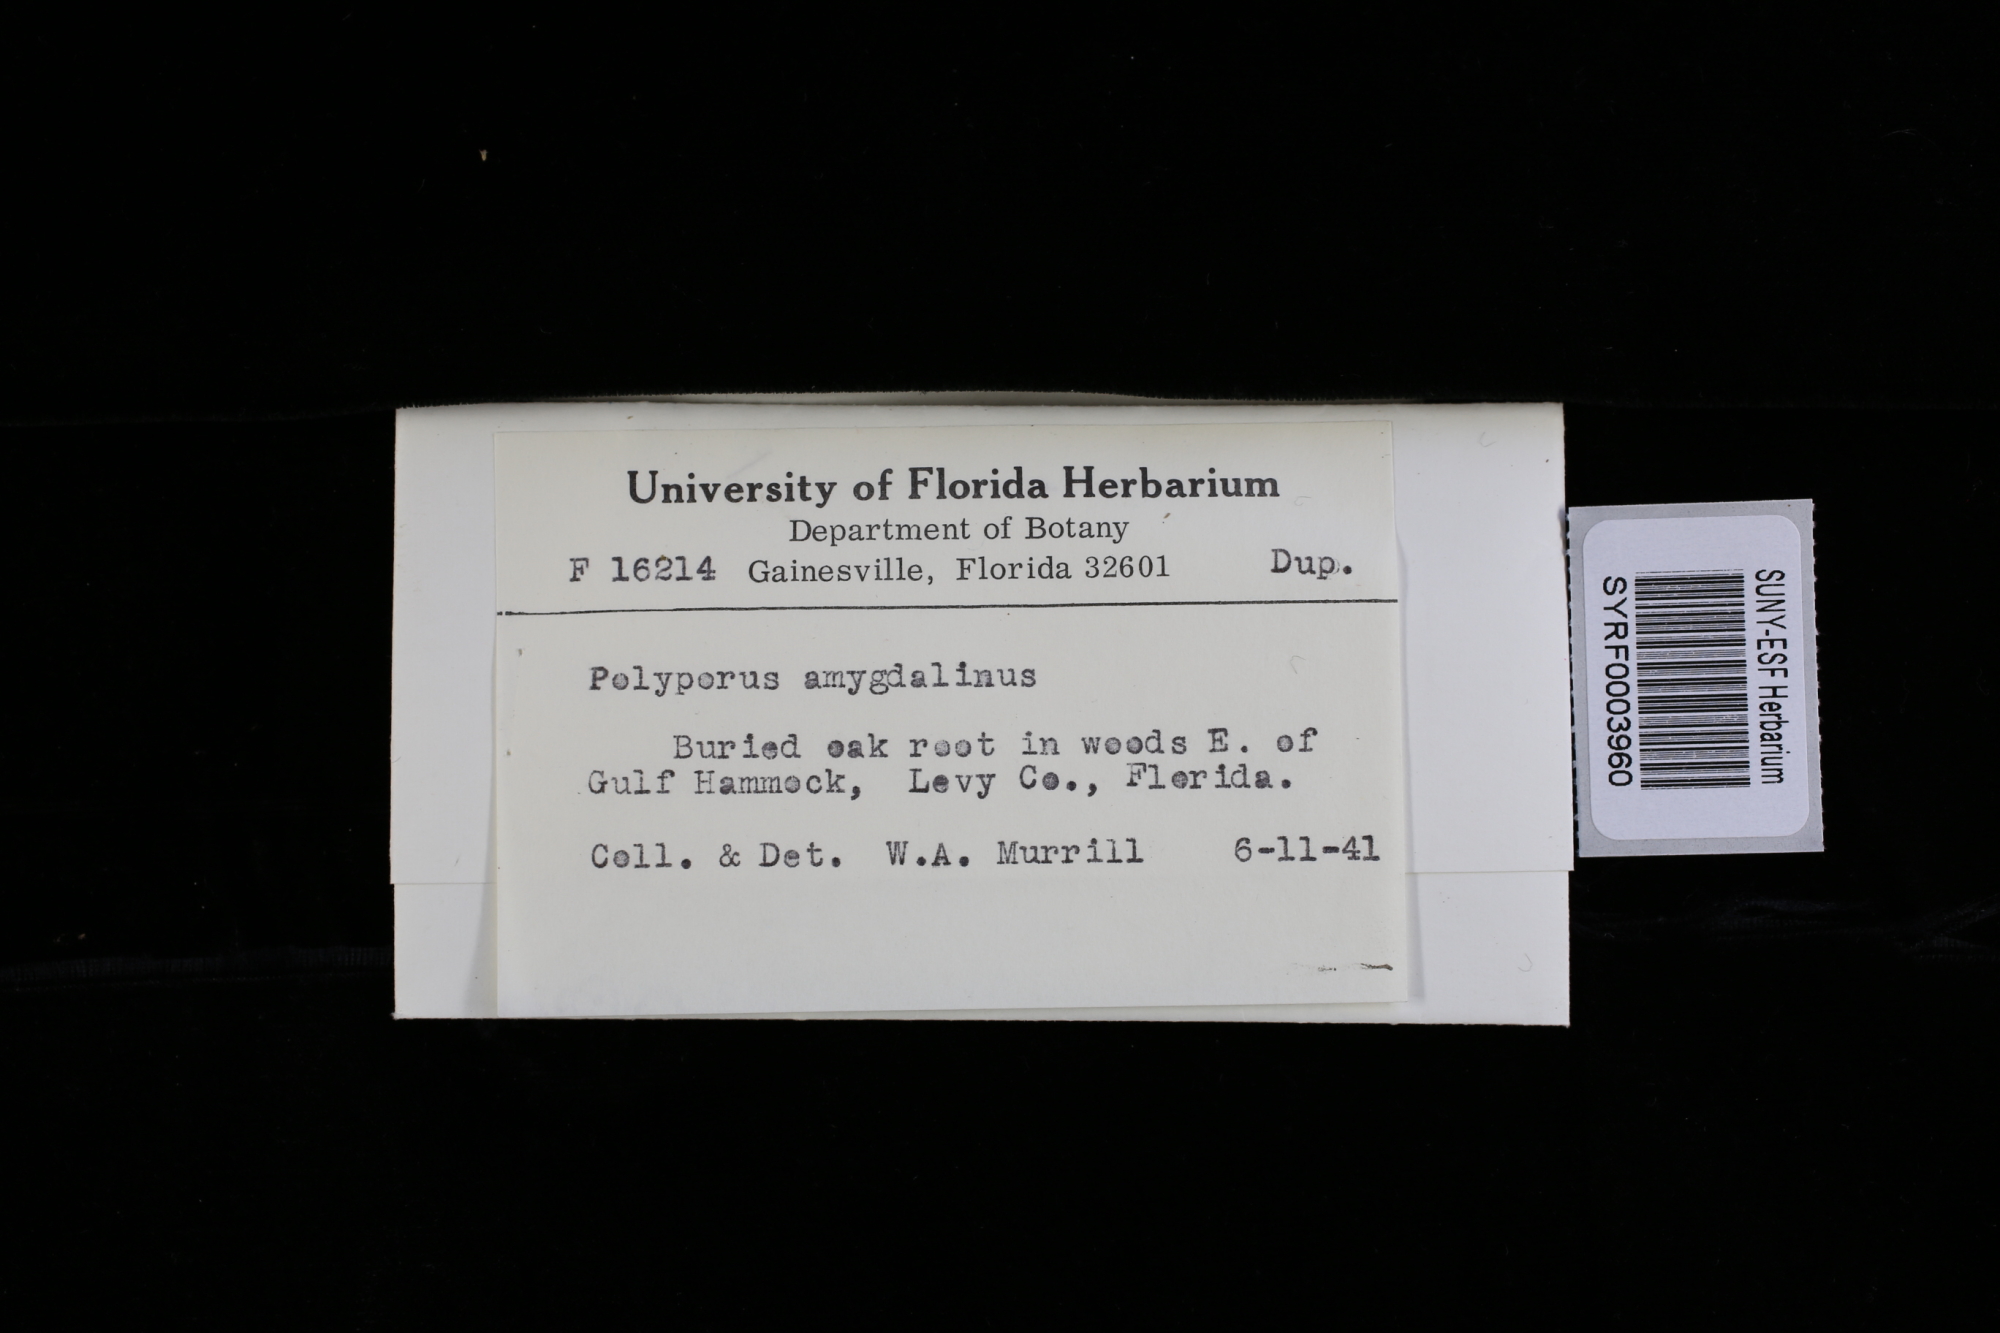 University of Florida Herbarium
Department of Botany
F 16214 Gainesville, Florida 32601 Dup.
Polyporus amygdalinus
Buried oak root in woods E. of
Gulf Hammock, Levy Co., Florida.
Coll. & Det. W.A. Murrill 6-11-41
SUNY-ESF Herbarium
SYRF0003960